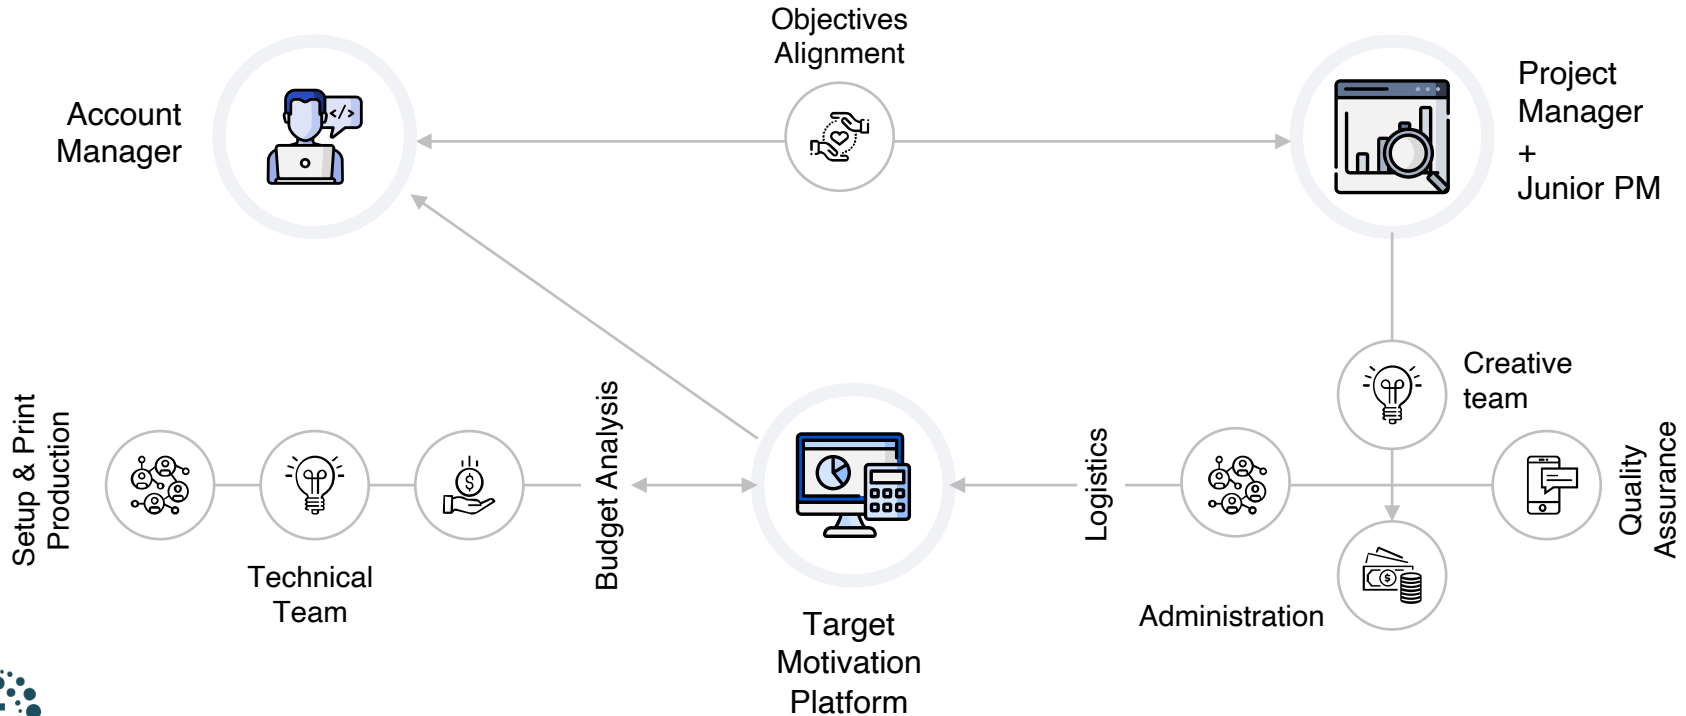 Objectives
Alignment
Account
Manager
</>
Project
Manager
+
Junior PM
Creative
team
Setup & Print
Production
$
Technical
Team
Budget Analysis
Target
Motivation
Platform
Logistics
Quality
Assurance
$
Administration